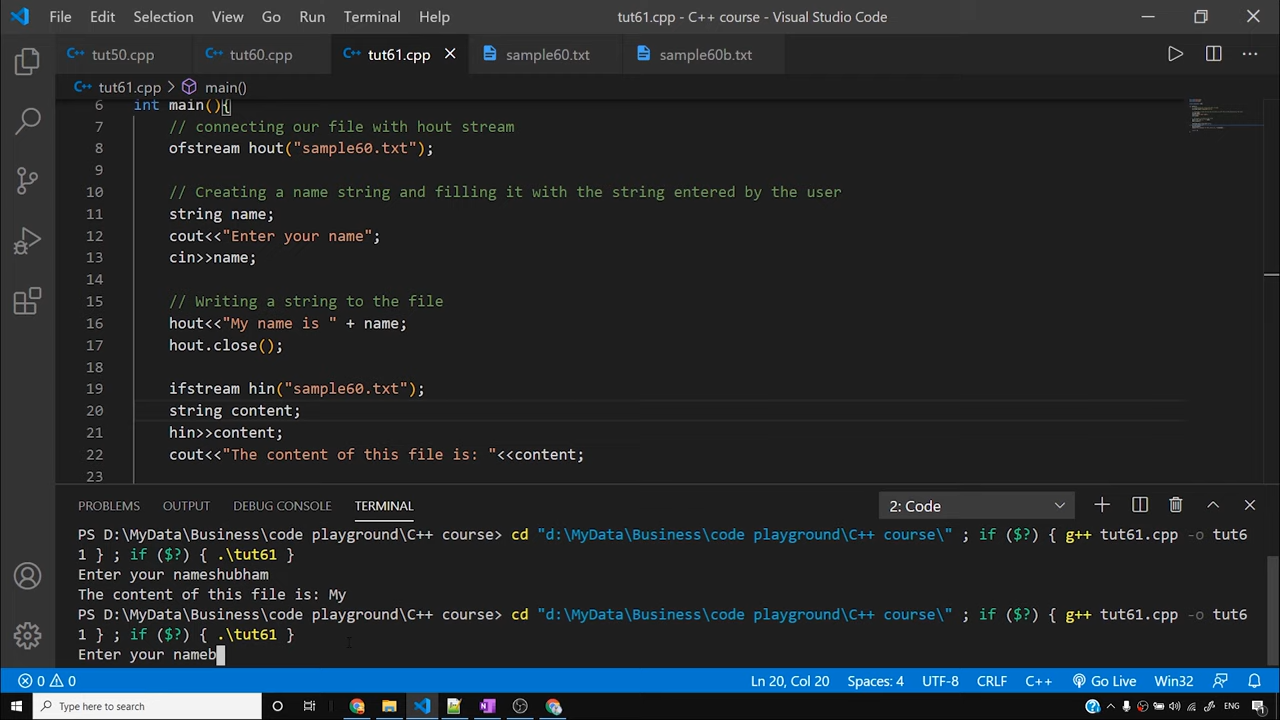 File Edit Selection View Go Run Terminal Help tut61.cpp - C++ course - Visual Studio Code
tut50.cpp tut60.cpp tut61.cpp sample60.txt sample60b.txt
tut61.cpp > main()
6 int main(){
7 // connecting our file with hout stream
8 ofstream hout("sample60.txt");
9
10 // Creating a name string and filling it with the string entered by the user
11 string name;
12 cout<<"Enter your name";
13 cin>>name;
14
15 // Writing a string to the file
16 hout<<"My name is " + name;
17 hout.close();
18
19 ifstream hin("sample60.txt");
20 string content;
21 hin>>content;
22 cout<<"The content of this file is: "<<content;
23
PROBLEMS OUTPUT DEBUG CONSOLE TERMINAL 2: Code
PS D:\MyData\Business\code playground\C++ course> cd "d:\MyData\Business\code playground\C++ course\" ; if ($?) { g++ tut61.cpp -o tut6
1 } ; if ($?) { .\tut61 }
Enter your nameshubham
The content of this file is: My
PS D:\MyData\Business\code playground\C++ course> cd "d:\MyData\Business\code playground\C++ course\" ; if ($?) { g++ tut61.cpp -o tut6
1 } ; if ($?) { .\tut61 }
Enter your nameb
0 0 Ln 20, Col 20 Spaces: 4 UTF-8 CRLF C++ Go Live Win32
Type here to search